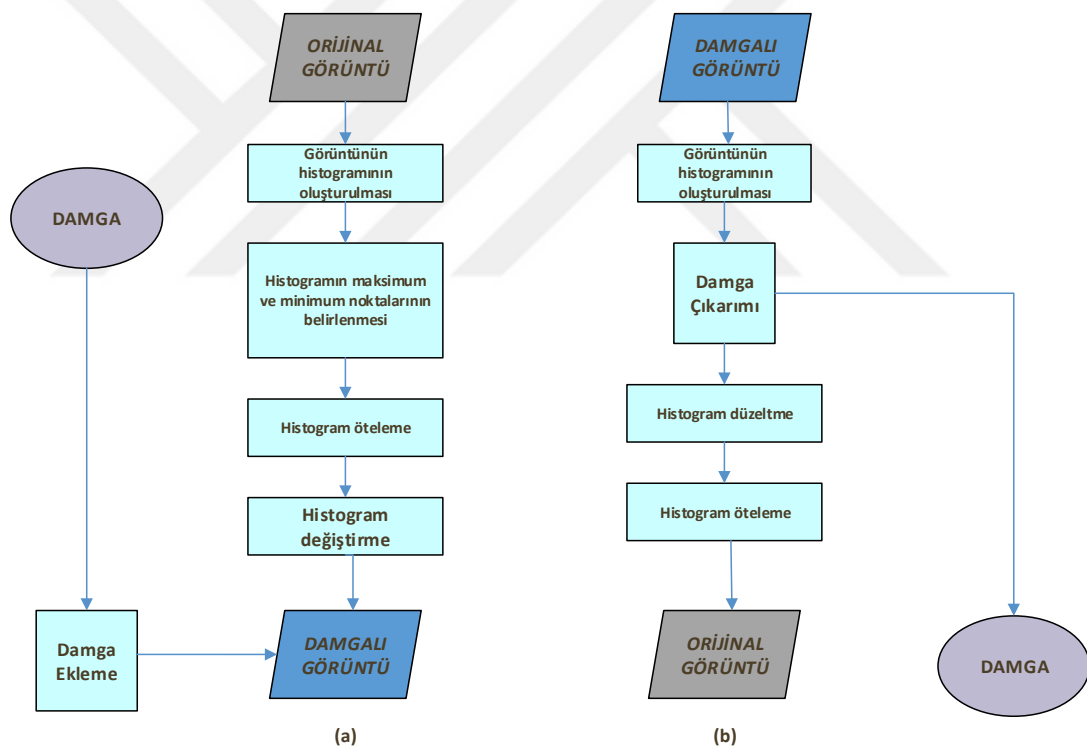 ORİJİNAL
GÖRÜNTÜ
Görüntünün
histogramının
oluşturulması
DAMGA
Histogramın maksimum
ve minimum noktalarının
belirlenmesi
Histogram öteleme
Histogram
değiştirme
Damga
Ekleme
DAMGALI
GÖRÜNTÜ
(a)
DAMGALI
GÖRÜNTÜ
Görüntünün
histogramının
oluşturulması
Damga
Çıkarımı
Histogram düzeltme
Histogram öteleme
ORİJİNAL
GÖRÜNTÜ
DAMGA
(b)